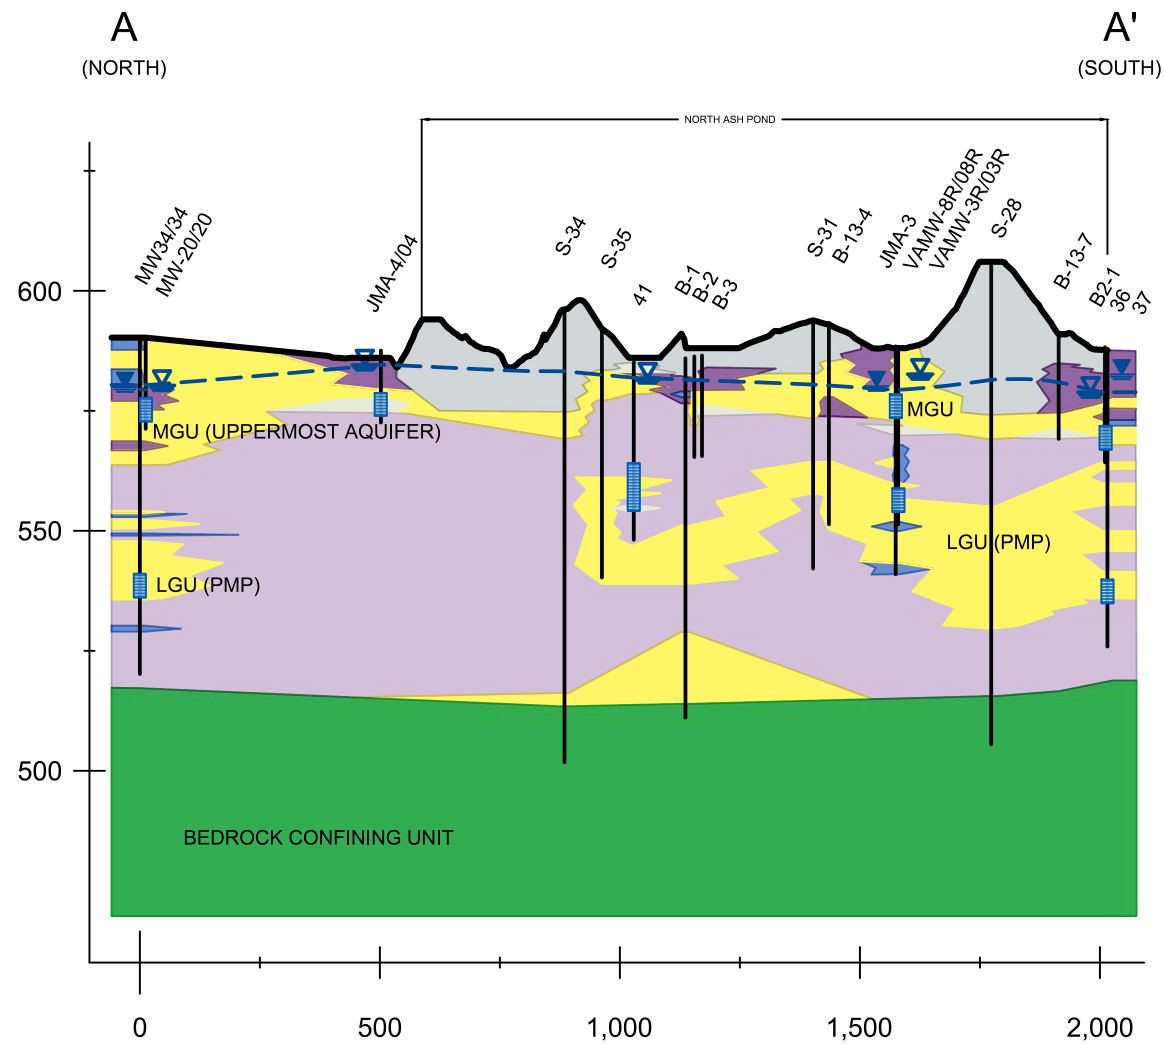 A
A'
(NORTH)
(SOUTH)
NORTH ASH POND
MW34/34
MW-20/20
JMA-4/04
S-34
S-35
41
B-1
B-2
B-3
S-31
B-13-4
JMA-3
VAMW-8R/08R
VAMW-3R/03R
S-28
B-13-7
B2-1
36
37
600
MGU
MGU (UPPERMOST AQUIFER)
550
LGU (PMP)
LGU (PMP)
500
BEDROCK CONFINING UNIT
0
500
1,000
1,500
2,000